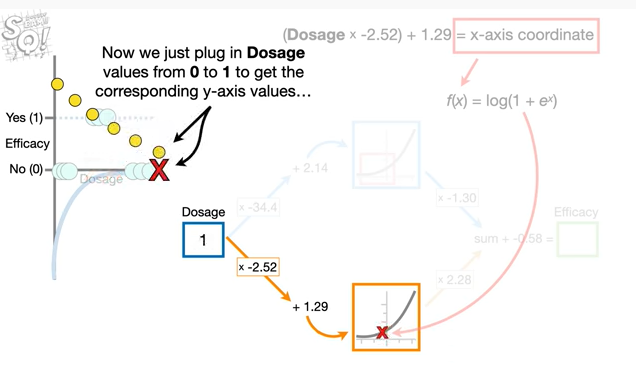 StatQuest!
(Dosage x -2.52) + 1.29 = x-axis coordinate
Now we just plug in Dosage
values from 0 to 1 to get the
corresponding y-axis values…
f(x) = log(1 + eˣ)
Yes (1)
Efficacy
No (0)
Dosage
+ 2.14
x -34.4
x -1.30
Dosage
1
Efficacy
sum + -0.58 =
x -2.52
x 2.28
+ 1.29